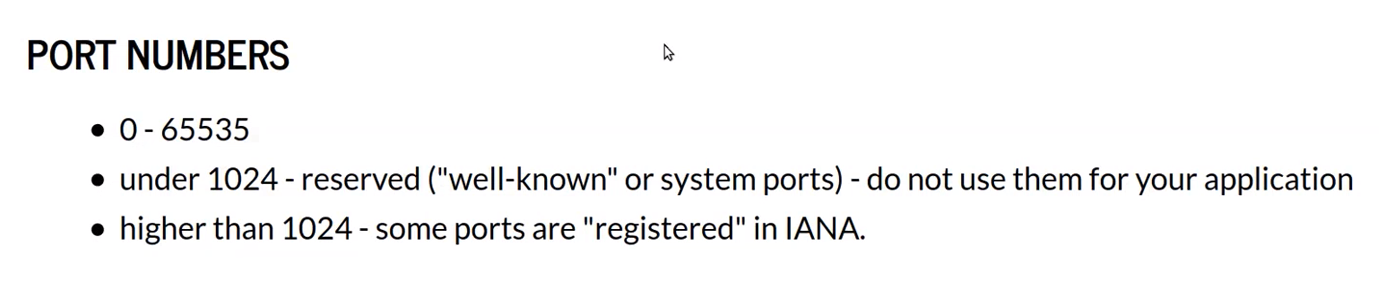 PORT NUMBERS
• 0 - 65535
• under 1024 - reserved ("well-known" or system ports) - do not use them for your application
• higher than 1024 - some ports are "registered" in IANA.